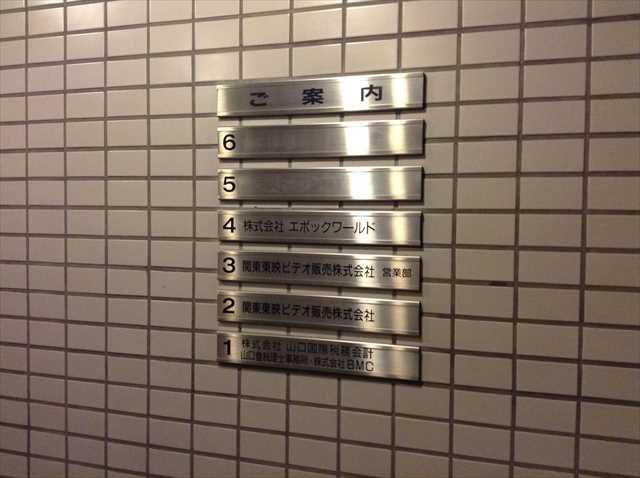 ご案内
6
5
4 株式会社 エポックワールド
3 関東東映ビデオ販売株式会社 営業部
2 関東東映ビデオ販売株式会社
1 株式会社 山口国際税務会計
山口登税理士事務所・株式会社BMC